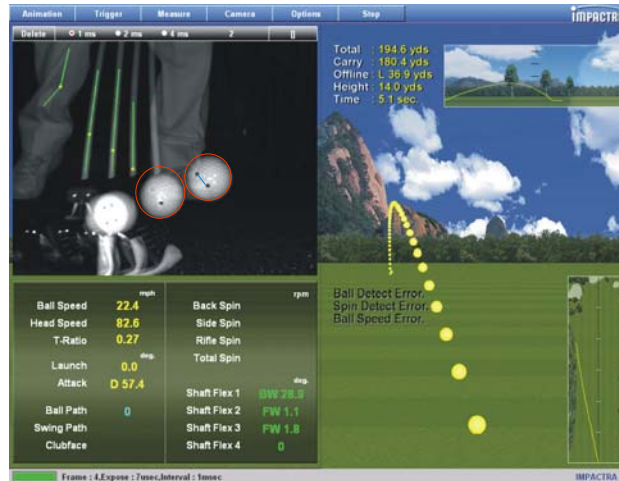 Animation Trigger Measure Camera Options Stop
IMPACTRA
Delete 1 ms 2 ms 4 ms 2 []
Total : 194.6 yds
Carry : 180.4 yds
Offline : L 36.9 yds
Height : 14.0 yds
Time : 5.1 sec.
Ball Detect Error.
Spin Detect Error.
Ball Speed Error.
mph
Ball Speed 22.4
Head Speed 82.6
T-Ratio 0.27
deg.
Launch 0.0
Attack D 57.4
Ball Path 0
Swing Path
Clubface
rpm
Back Spin
Side Spin
Rifle Spin
Total Spin
deg.
Shaft Flex 1 BW 28.9
Shaft Flex 2 FW 1.1
Shaft Flex 3 FW 1.8
Shaft Flex 4 0
Frame : 4,Expose : 7usec,Interval : 1msec
IMPACTRA